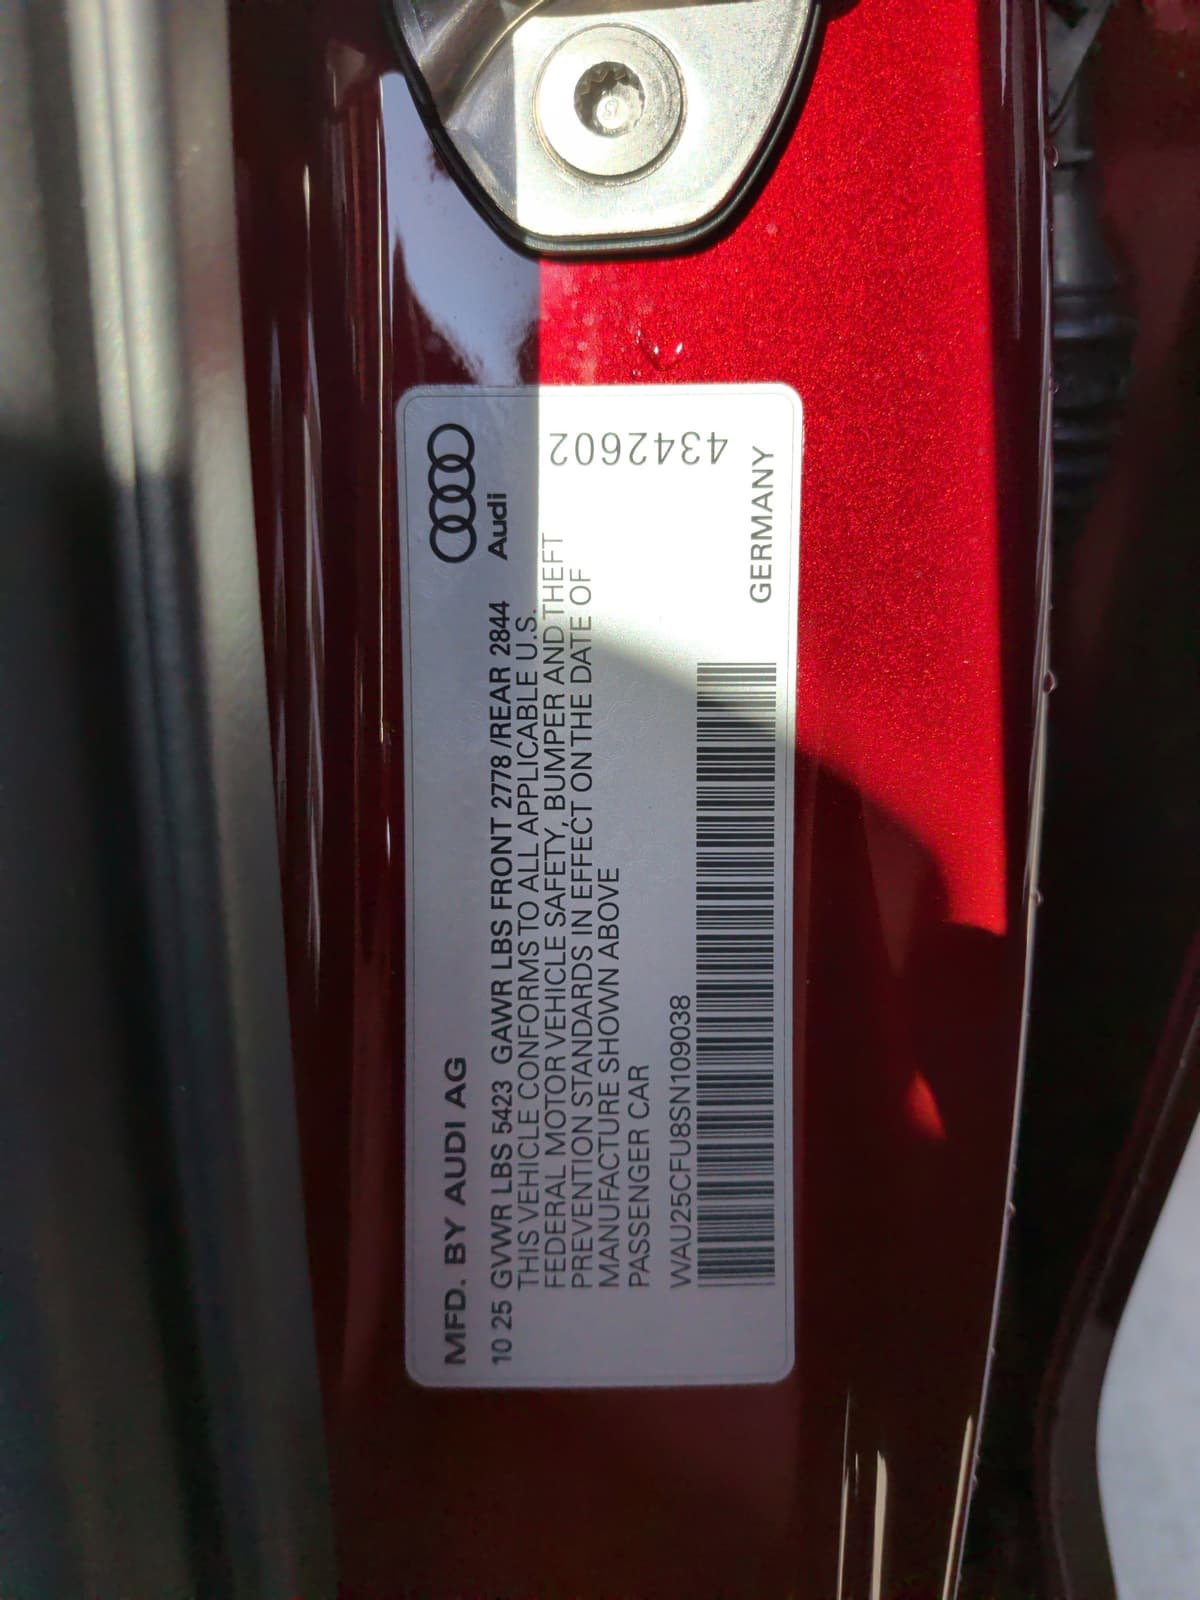 MFD. BY AUDI AG
Audi
10 25 GVWR LBS 5423 GAWR LBS FRONT 2778 /REAR 2844
THIS VEHICLE CONFORMS TO ALL APPLICABLE U.S.
FEDERAL MOTOR VEHICLE SAFETY, BUMPER AND THEFT
PREVENTION STANDARDS IN EFFECT ON THE DATE OF
MANUFACTURE SHOWN ABOVE
PASSENGER CAR
WAU25CFU8SN109038
4342602
GERMANY